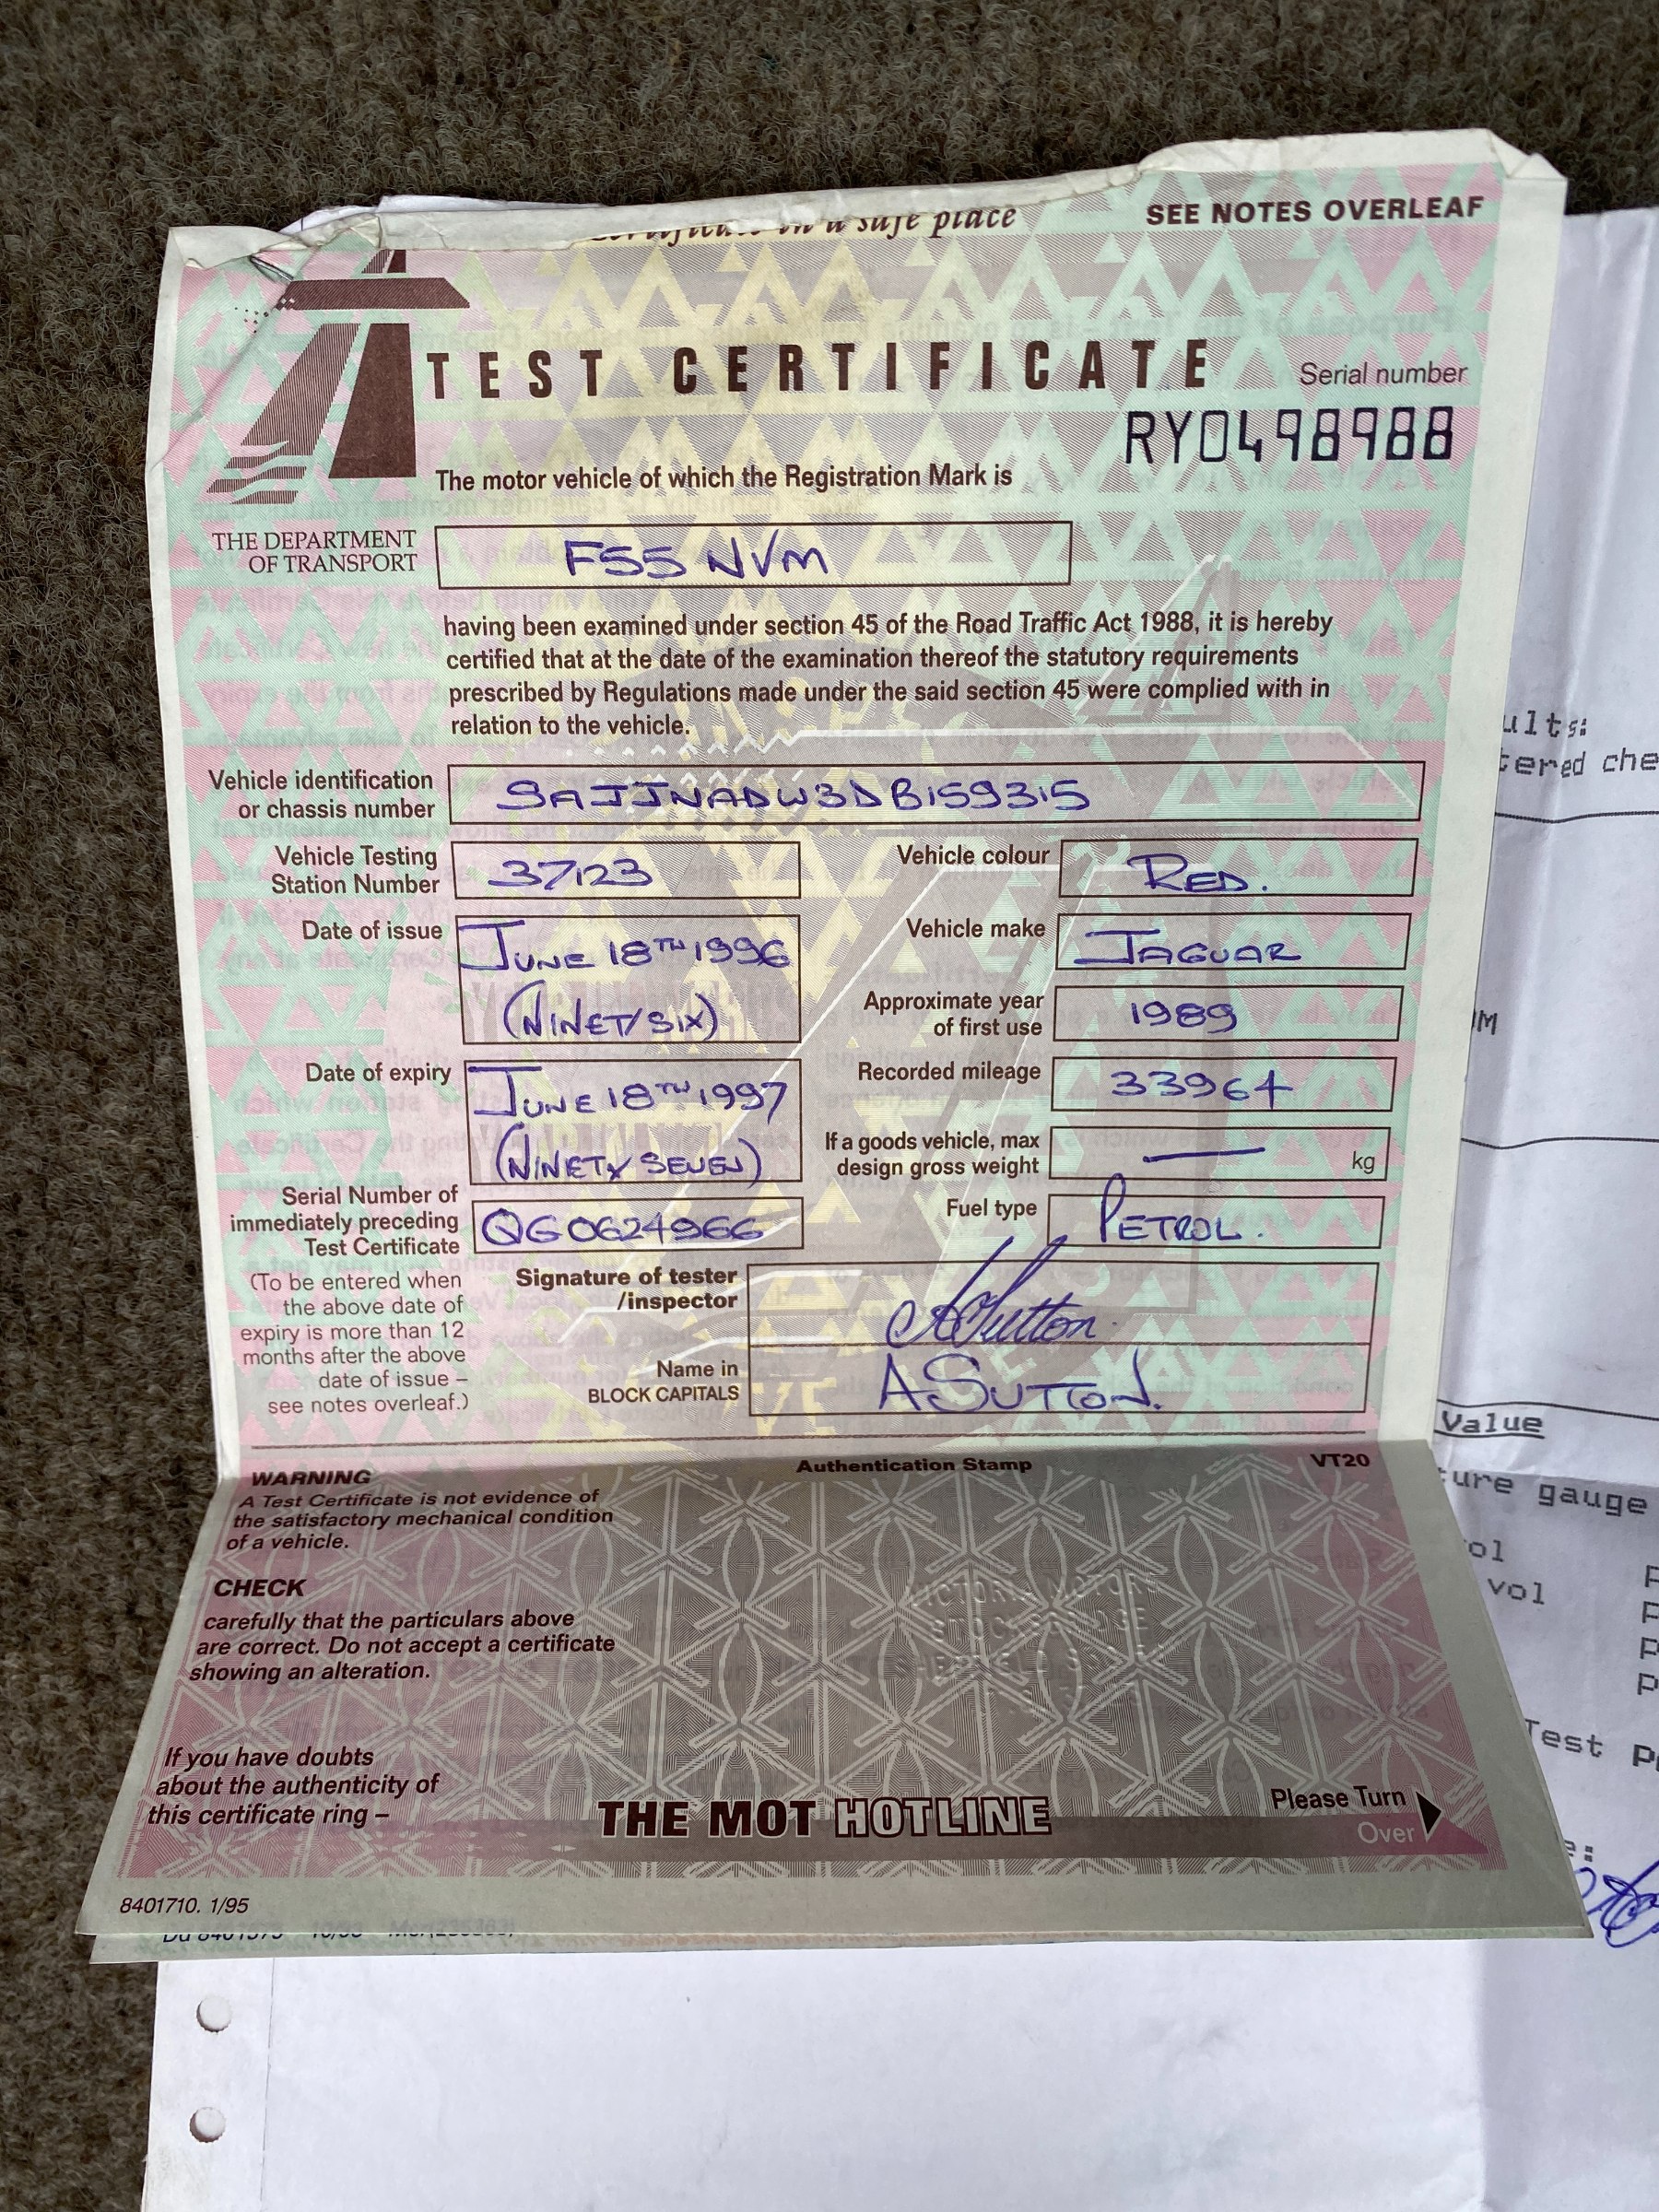 in a safe place
SEE NOTES OVERLEAF
TEST CERTIFICATE
Serial number
RY0498988
The motor vehicle of which the Registration Mark is
THE DEPARTMENT
OF TRANSPORT
F55 NVM
having been examined under section 45 of the Road Traffic Act 1988, it is hereby
certified that at the date of the examination thereof the statutory requirements
prescribed by Regulations made under the said section 45 were complied with in
relation to the vehicle.
Vehicle identification
or chassis number
SAJJNADW3DB159315
Vehicle Testing
Station Number
37123
Vehicle colour
RED.
Date of issue
JUNE 18TH 1996
(NINETY SIX)
Vehicle make
JAGUAR
Approximate year
of first use
1989
Date of expiry
JUNE 18TH 1997
(NINETY SEVEN)
Recorded mileage
33964
If a goods vehicle, max
design gross weight
kg
Serial Number of
immediately preceding
Test Certificate
QG0624966
Fuel type
PETROL.
(To be entered when
the above date of
expiry is more than 12
months after the above
date of issue –
see notes overleaf.)
Signature of tester
/inspector
A Sutton.
Name in
BLOCK CAPITALS
A SUTTON.
WARNING
A Test Certificate is not evidence of
the satisfactory mechanical condition
of a vehicle.
Authentication Stamp
VT20
CHECK
carefully that the particulars above
are correct. Do not accept a certificate
showing an alteration.
If you have doubts
about the authenticity of
this certificate ring –
THE MOT HOTLINE
Please Turn
Over
8401710. 1/95
Value
gauge
vol
Test